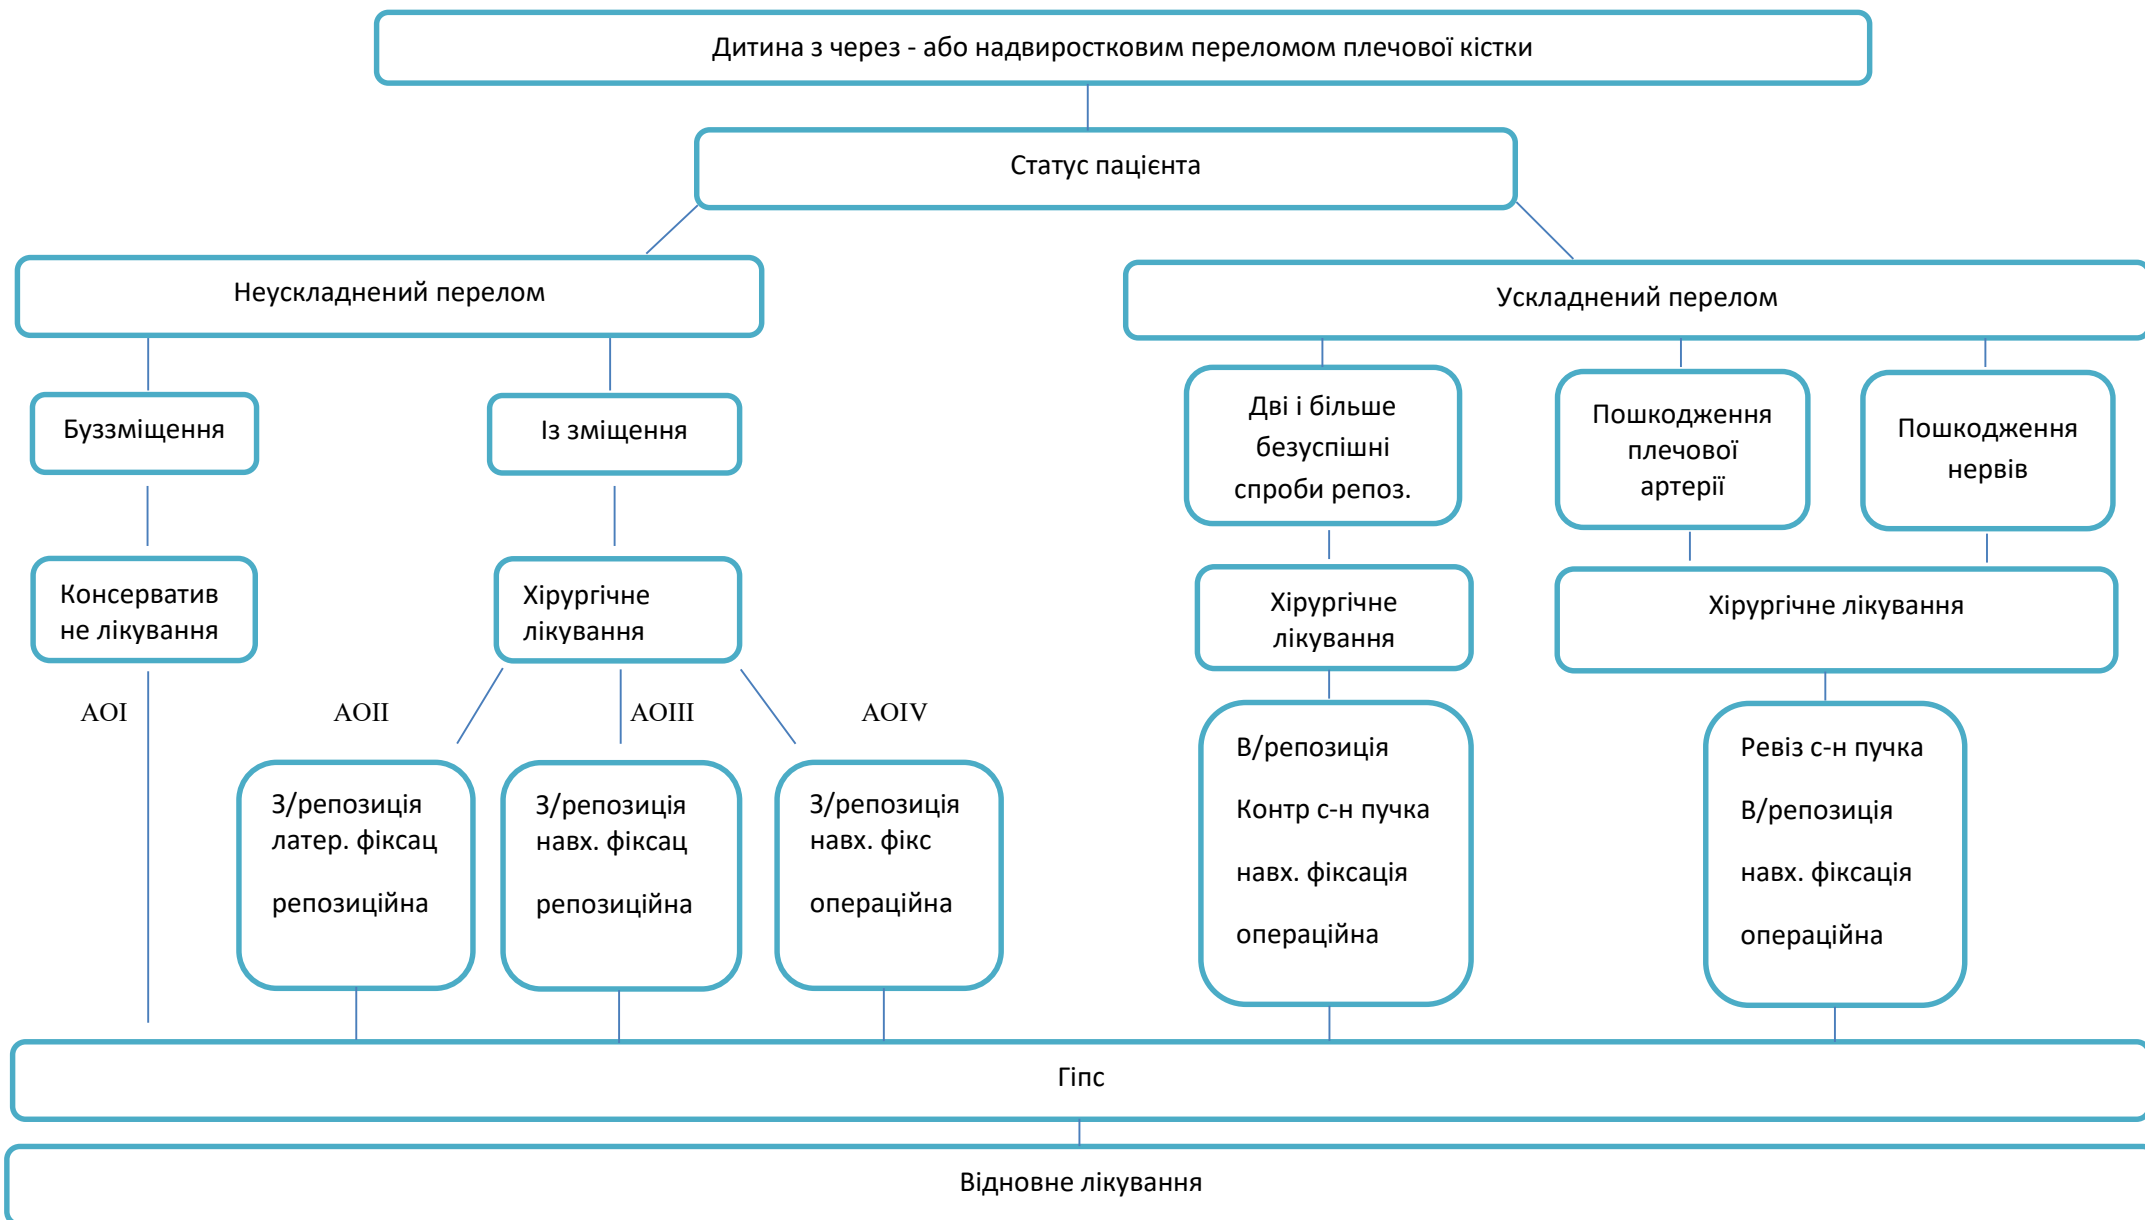 Дитина з через - або надвиростковим переломом плечової кістки
Статус пацієнта
Неускладнений перелом
Ускладнений перелом
Буззміщення
Із зміщення
Дві і більше
безуспішні
спроби репоз.
Пошкодження
плечової
артерії
Пошкодження
нервів
Консерватив
не лікування
Хірургічне
лікування
Хірургічне
лікування
Хірургічне лікування
AOI
AOII
AOIII
AOIV
З/репозиція
латер. фіксац
репозиційна
З/репозиція
навх. фіксац
репозиційна
З/репозиція
навх. фікс
операційна
В/репозиція
Контр с-н пучка
навх. фіксація
операційна
Ревіз с-н пучка
В/репозиція
навх. фіксація
операційна
Гіпс
Відновне лікування